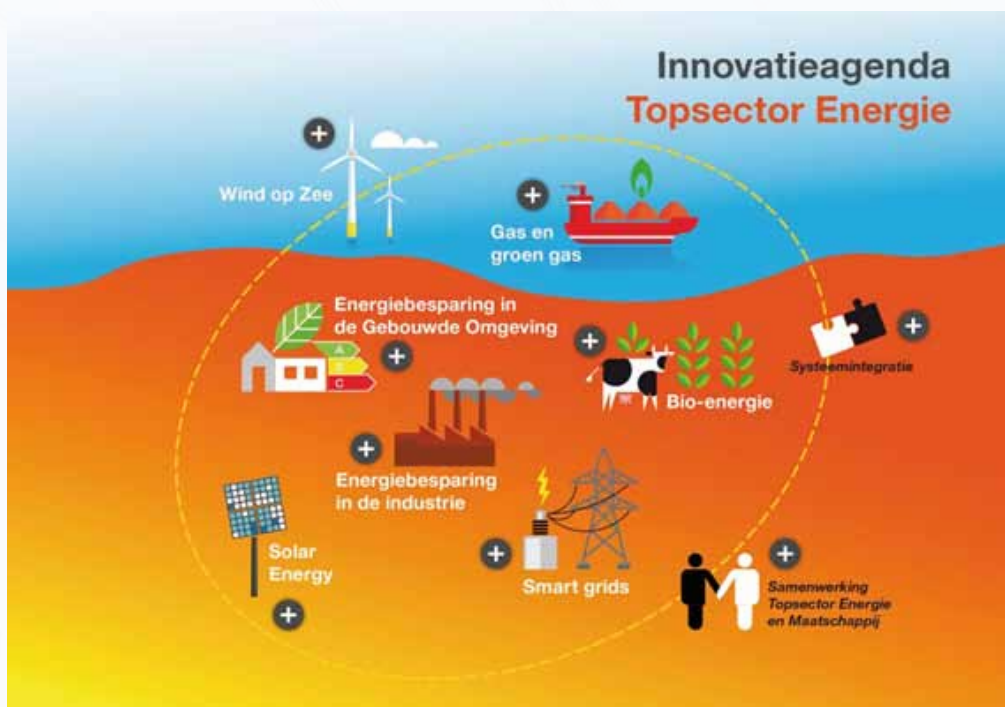 Innovatieagenda
Topsector Energie
Wind op Zee
Gas en
groen gas
Energiebesparing in
de Gebouwde Omgeving
A
B
C
Bio-energie
Systeemintegratie
Energiebesparing
in de industrie
Solar
Energy
Smart grids
Samenwerking
Topsector Energie
en Maatschappij